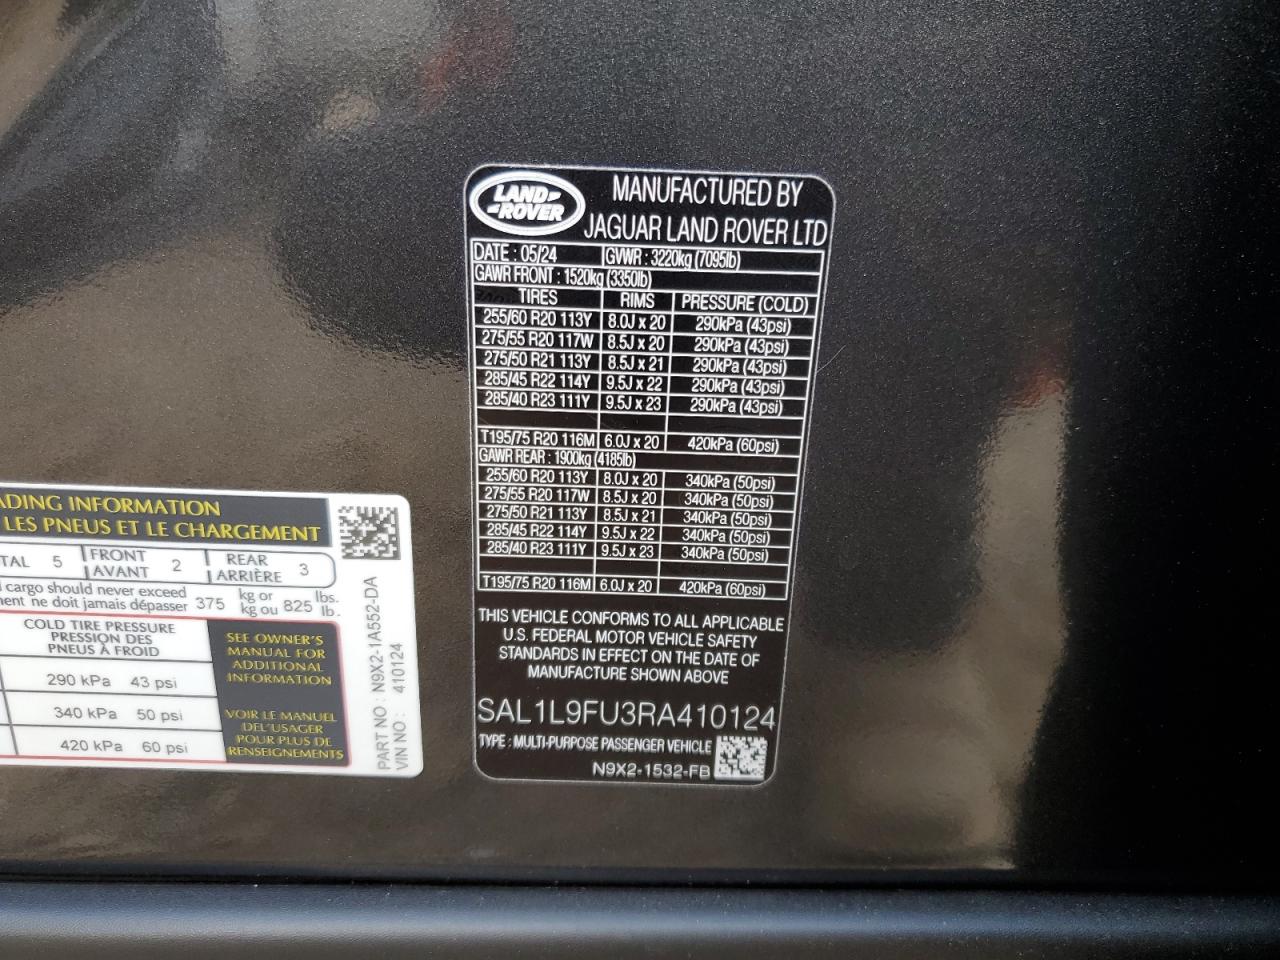 LAND-
-ROVER
MANUFACTURED BY
JAGUAR LAND ROVER LTD
DATE : 05/24 GVWR : 3220kg (7095lb)
GAWR FRONT : 1520kg (3350lb)
TIRES RIMS PRESSURE (COLD)
255/60 R20 113Y 8.0J x 20 290kPa (43psi)
275/55 R20 117W 8.5J x 20 290kPa (43psi)
275/50 R21 113Y 8.5J x 21 290kPa (43psi)
285/45 R22 114Y 9.5J x 22 290kPa (43psi)
285/40 R23 111Y 9.5J x 23 290kPa (43psi)
T195/75 R20 116M 6.0J x 20 420kPa (60psi)
GAWR REAR : 1900kg (4185lb)
255/60 R20 113Y 8.0J x 20 340kPa (50psi)
275/55 R20 117W 8.5J x 20 340kPa (50psi)
275/50 R21 113Y 8.5J x 21 340kPa (50psi)
285/45 R22 114Y 9.5J x 22 340kPa (50psi)
285/40 R23 111Y 9.5J x 23 340kPa (50psi)
T195/75 R20 116M 6.0J x 20 420kPa (60psi)
THIS VEHICLE CONFORMS TO ALL APPLICABLE
U.S. FEDERAL MOTOR VEHICLE SAFETY
STANDARDS IN EFFECT ON THE DATE OF
MANUFACTURE SHOWN ABOVE
SAL1L9FU3RA410124
TYPE : MULTI-PURPOSE PASSENGER VEHICLE
N9X2-1532-FB
ADING INFORMATION
LES PNEUS ET LE CHARGEMENT
TAL 5 FRONT AVANT 2 REAR ARRIÈRE 3
cargo should never exceed
ment ne doit jamais dépasser 375 kg or kg ou 825 lbs. lb.
COLD TIRE PRESSURE
PRESSION DES
PNEUS À FROID
290 kPa 43 psi
340 kPa 50 psi
420 kPa 60 psi
SEE OWNER'S
MANUAL FOR
ADDITIONAL
INFORMATION
VOIR LE MANUEL
DE L'USAGER
POUR PLUS DE
RENSEIGNEMENTS
PART NO : N9X2-1A552-DA
VIN NO : 410124